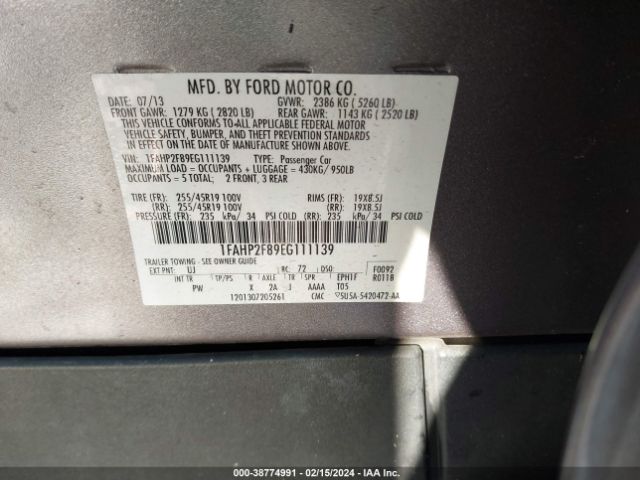 MFD. BY FORD MOTOR CO.
DATE: 07/13 GVWR: 2386 KG ( 5260 LB)
FRONT GAWR: 1279 KG ( 2820 LB) REAR GAWR: 1143 KG ( 2520 LB)
THIS VEHICLE CONFORMS TO ALL APPLICABLE FEDERAL MOTOR
VEHICLE SAFETY, BUMPER, AND THEFT PREVENTION STANDARDS
IN EFFECT ON THE DATE OF MANUFACTURE SHOWN ABOVE.
VIN: 1FAHP2F89EG111139 TYPE: Passenger Car
MAXIMUM LOAD = OCCUPANTS + LUGGAGE = 430KG/ 950LB
OCCUPANTS = 5 TOTAL: 2 FRONT, 3 REAR
TIRE (FR): 255/45R19 100V RIMS (FR): 19X8.5J
(RR): 255/45R19 100V (RR): 19X8.5J
PRESSURE (FR): 235 kPa/ 34 PSI COLD (RR): 235 kPa/ 34 PSI COLD
1FAHP2F89EG111139
TRAILER TOWING - SEE OWNER GUIDE
EXT PNT: UJ RC: 72 DSO: F0092
INT TR TP/PS R AXLE TR SPR EPH1F R0118
PW X 2A J AAAA T05
1201307205261 CMC 5U5A-5420472-AA
000-38774991 - 02/15/2024 - IAA Inc.